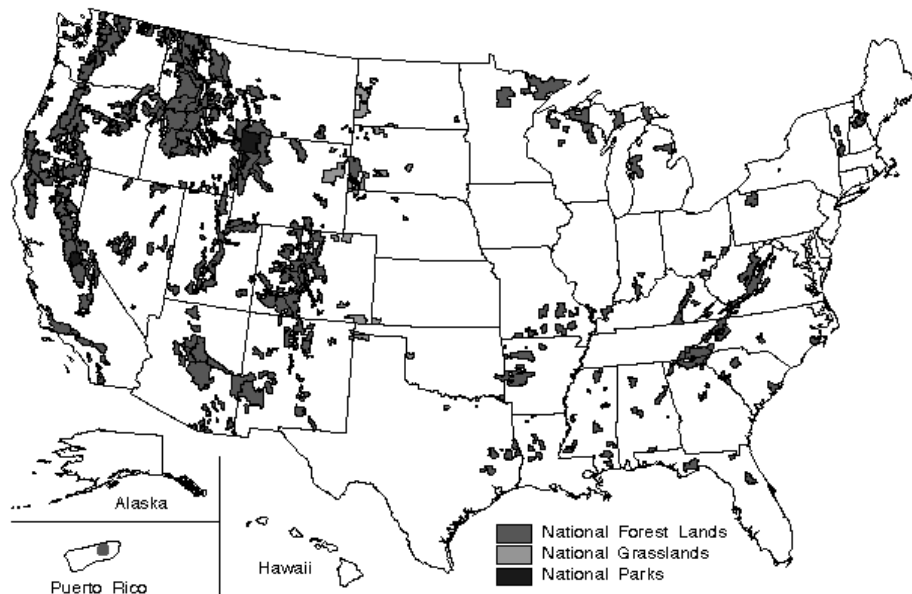 Alaska
Puerto Rico
Hawaii
National Forest Lands
National Grasslands
National Parks